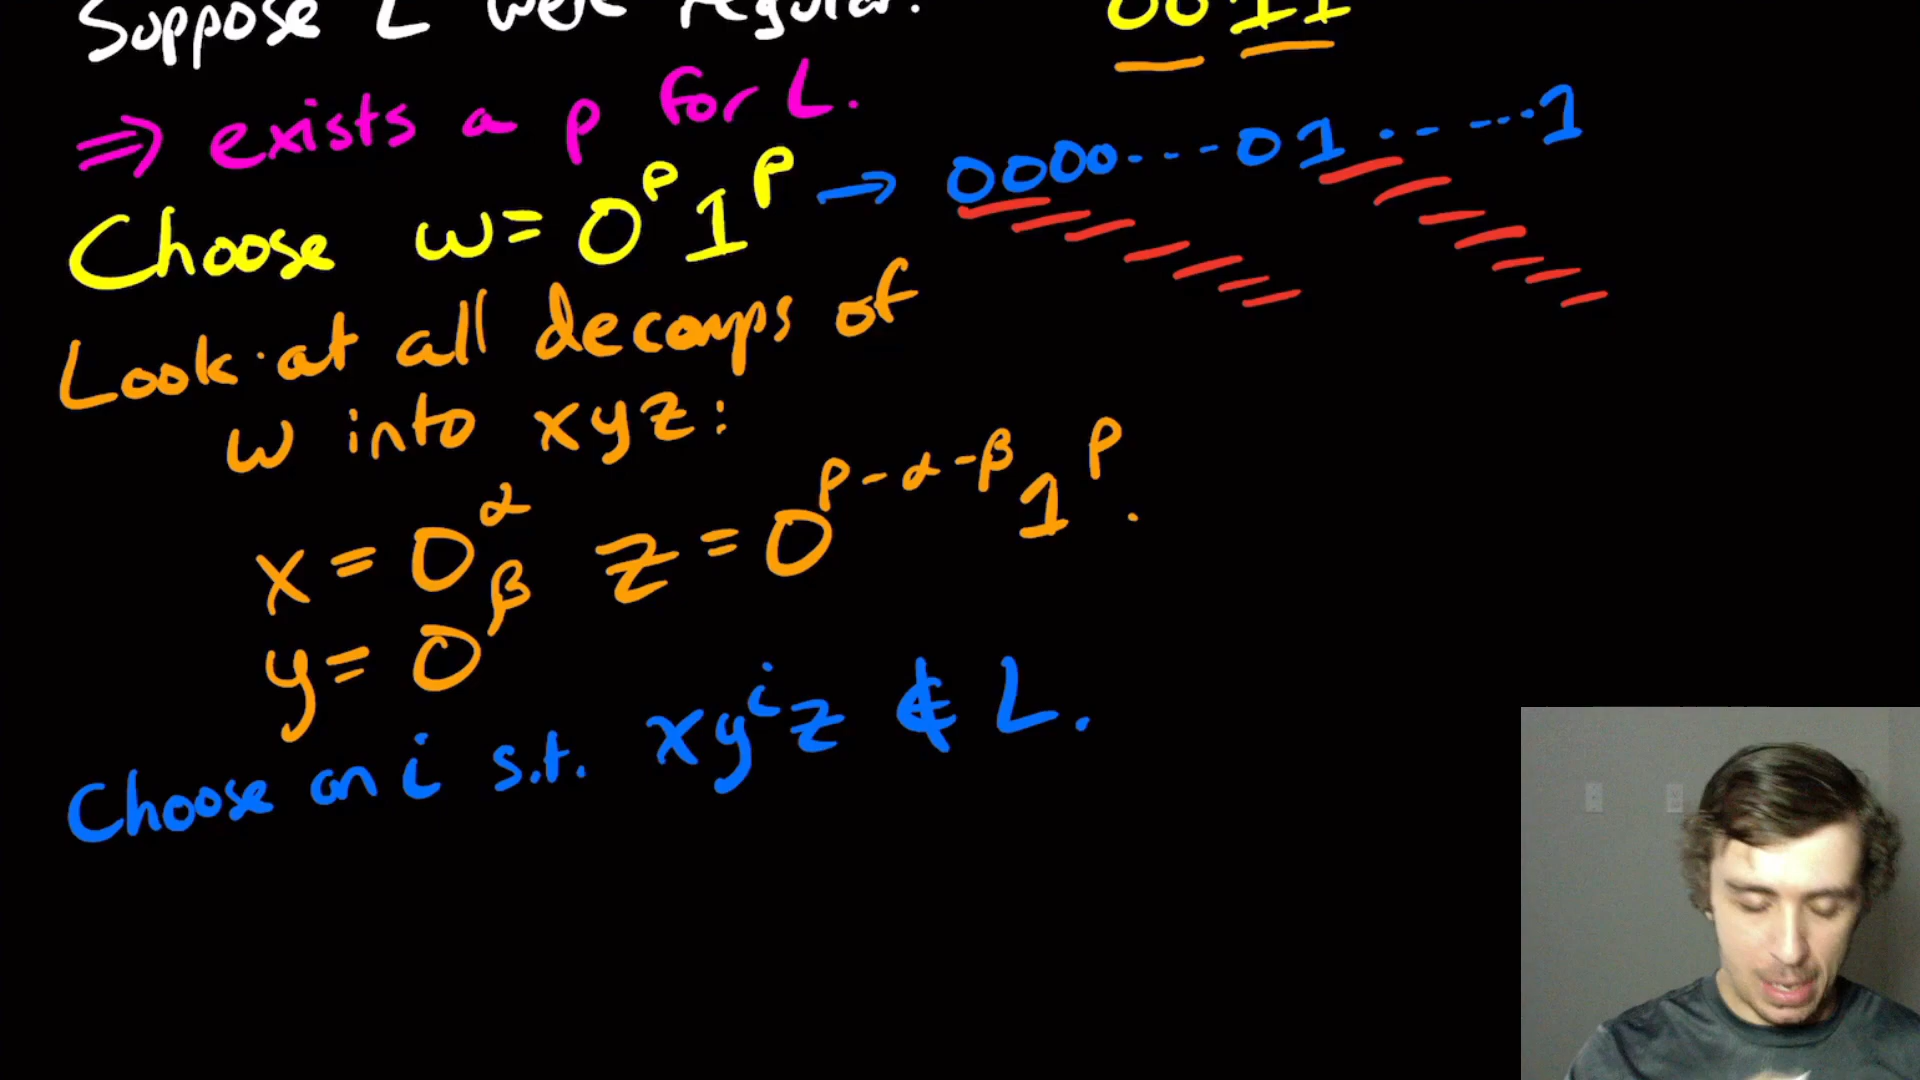 Suppose L were regular.
0011
⇒ exists a p for L.
Choose w = 0^p 1^p → 0000---01-- ---1
Look at all decomps of
w into xyz:
x = 0^α z = 0^(p-α-β) 1^p.
y = 0^β
Choose an i s.t. xy^i z ∉ L.